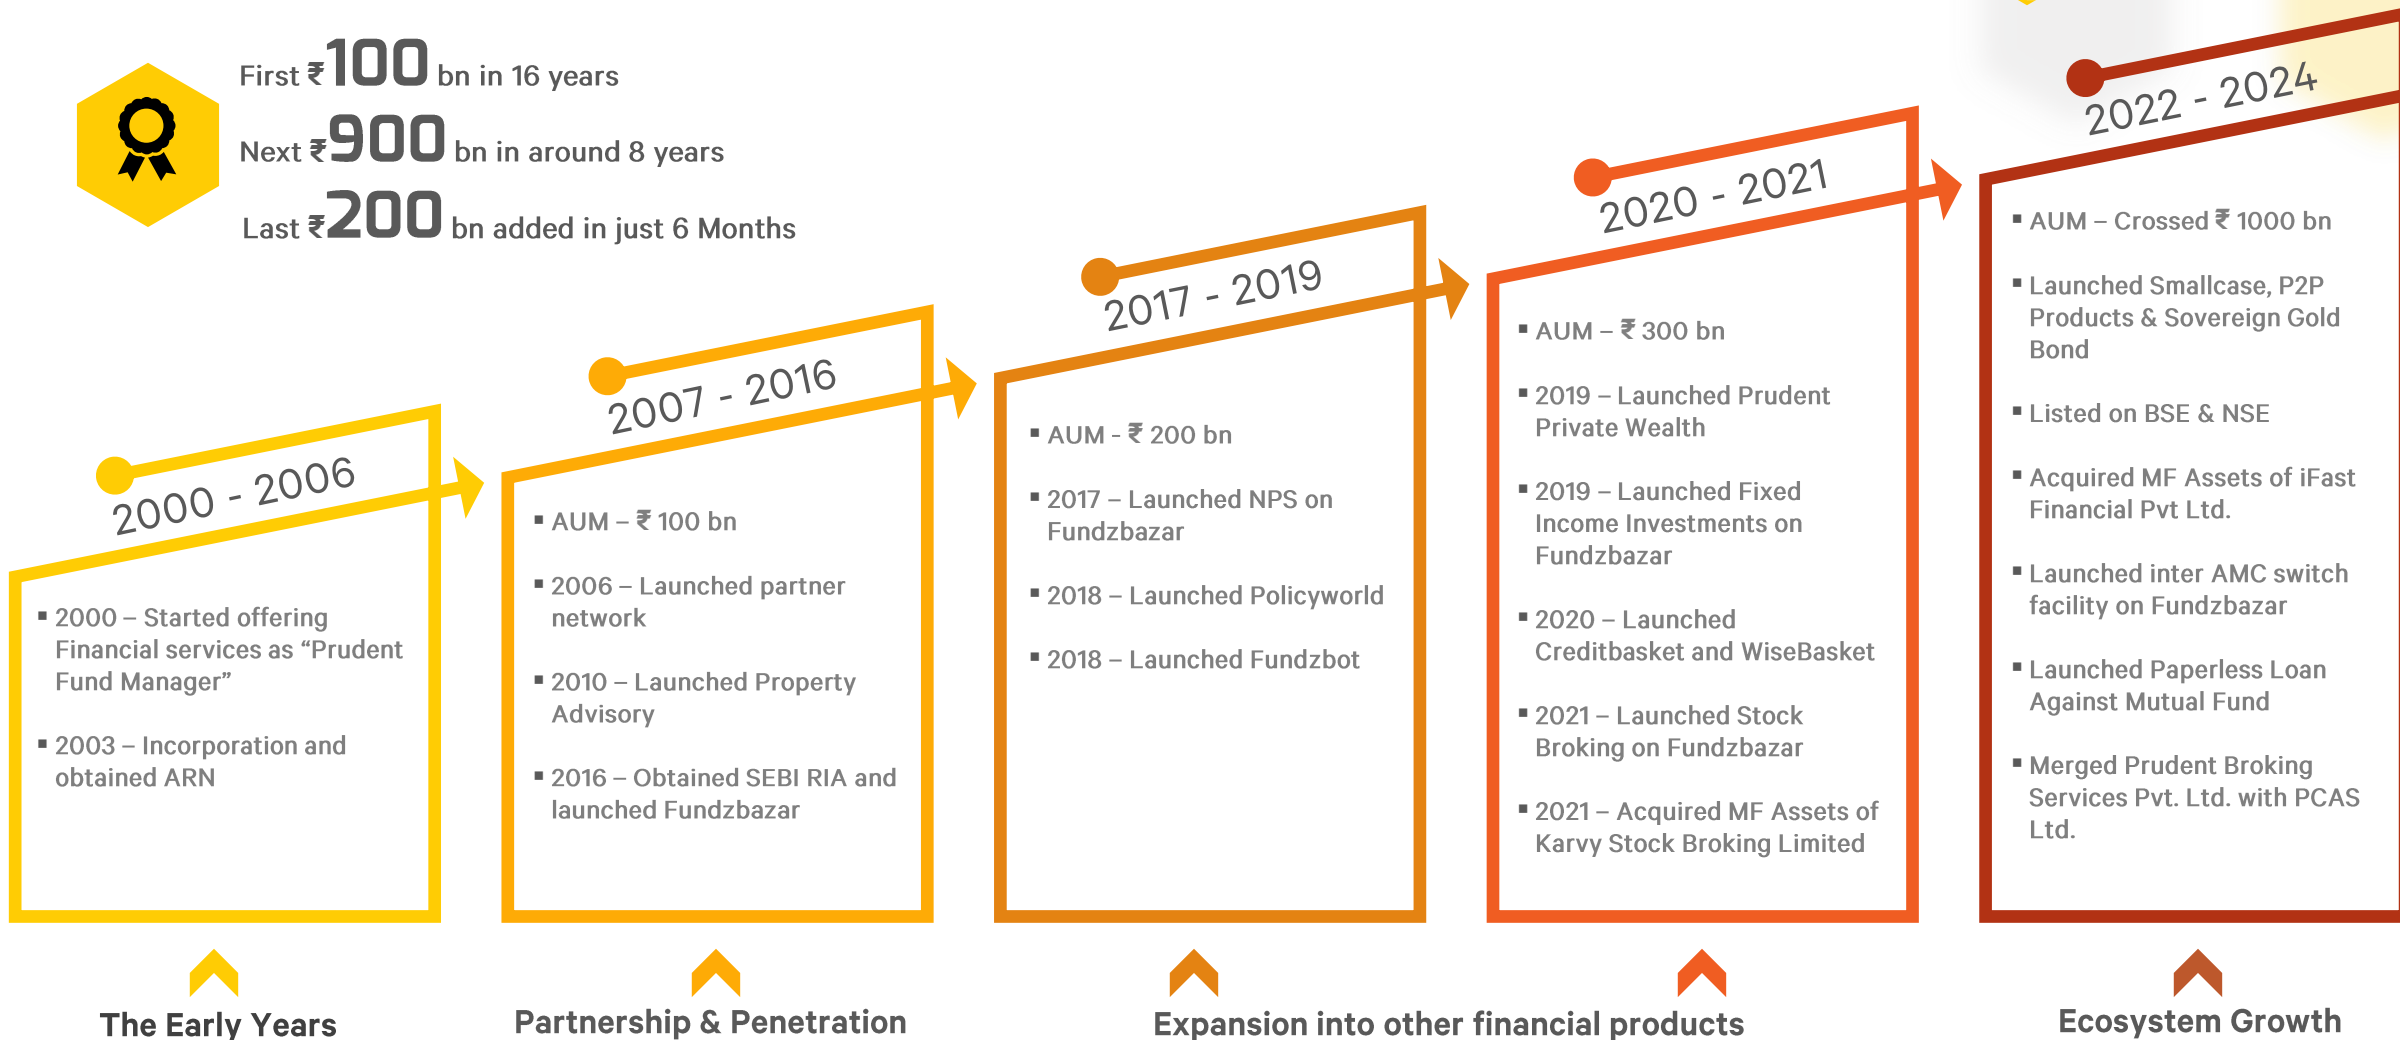 First ₹100 bn in 16 years
Next ₹900 bn in around 8 years
Last ₹200 bn added in just 6 Months
2000 - 2006
▪ 2000 – Started offering
Financial services as “Prudent
Fund Manager”
▪ 2003 – Incorporation and
obtained ARN
The Early Years
2007 - 2016
▪ AUM – ₹ 100 bn
▪ 2006 – Launched partner
network
▪ 2010 – Launched Property
Advisory
▪ 2016 – Obtained SEBI RIA and
launched Fundzbazar
Partnership & Penetration
2017 - 2019
▪ AUM - ₹ 200 bn
▪ 2017 – Launched NPS on
Fundzbazar
▪ 2018 – Launched Policyworld
▪ 2018 – Launched Fundzbot
2020 - 2021
▪ AUM – ₹ 300 bn
▪ 2019 – Launched Prudent
Private Wealth
▪ 2019 – Launched Fixed
Income Investments on
Fundzbazar
▪ 2020 – Launched
Creditbasket and WiseBasket
▪ 2021 – Launched Stock
Broking on Fundzbazar
▪ 2021 – Acquired MF Assets of
Karvy Stock Broking Limited
Expansion into other financial products
2022 - 2024
▪ AUM – Crossed ₹ 1000 bn
▪ Launched Smallcase, P2P
Products & Sovereign Gold
Bond
▪ Listed on BSE & NSE
▪ Acquired MF Assets of iFast
Financial Pvt Ltd.
▪ Launched inter AMC switch
facility on Fundzbazar
▪ Launched Paperless Loan
Against Mutual Fund
▪ Merged Prudent Broking
Services Pvt. Ltd. with PCAS
Ltd.
Ecosystem Growth